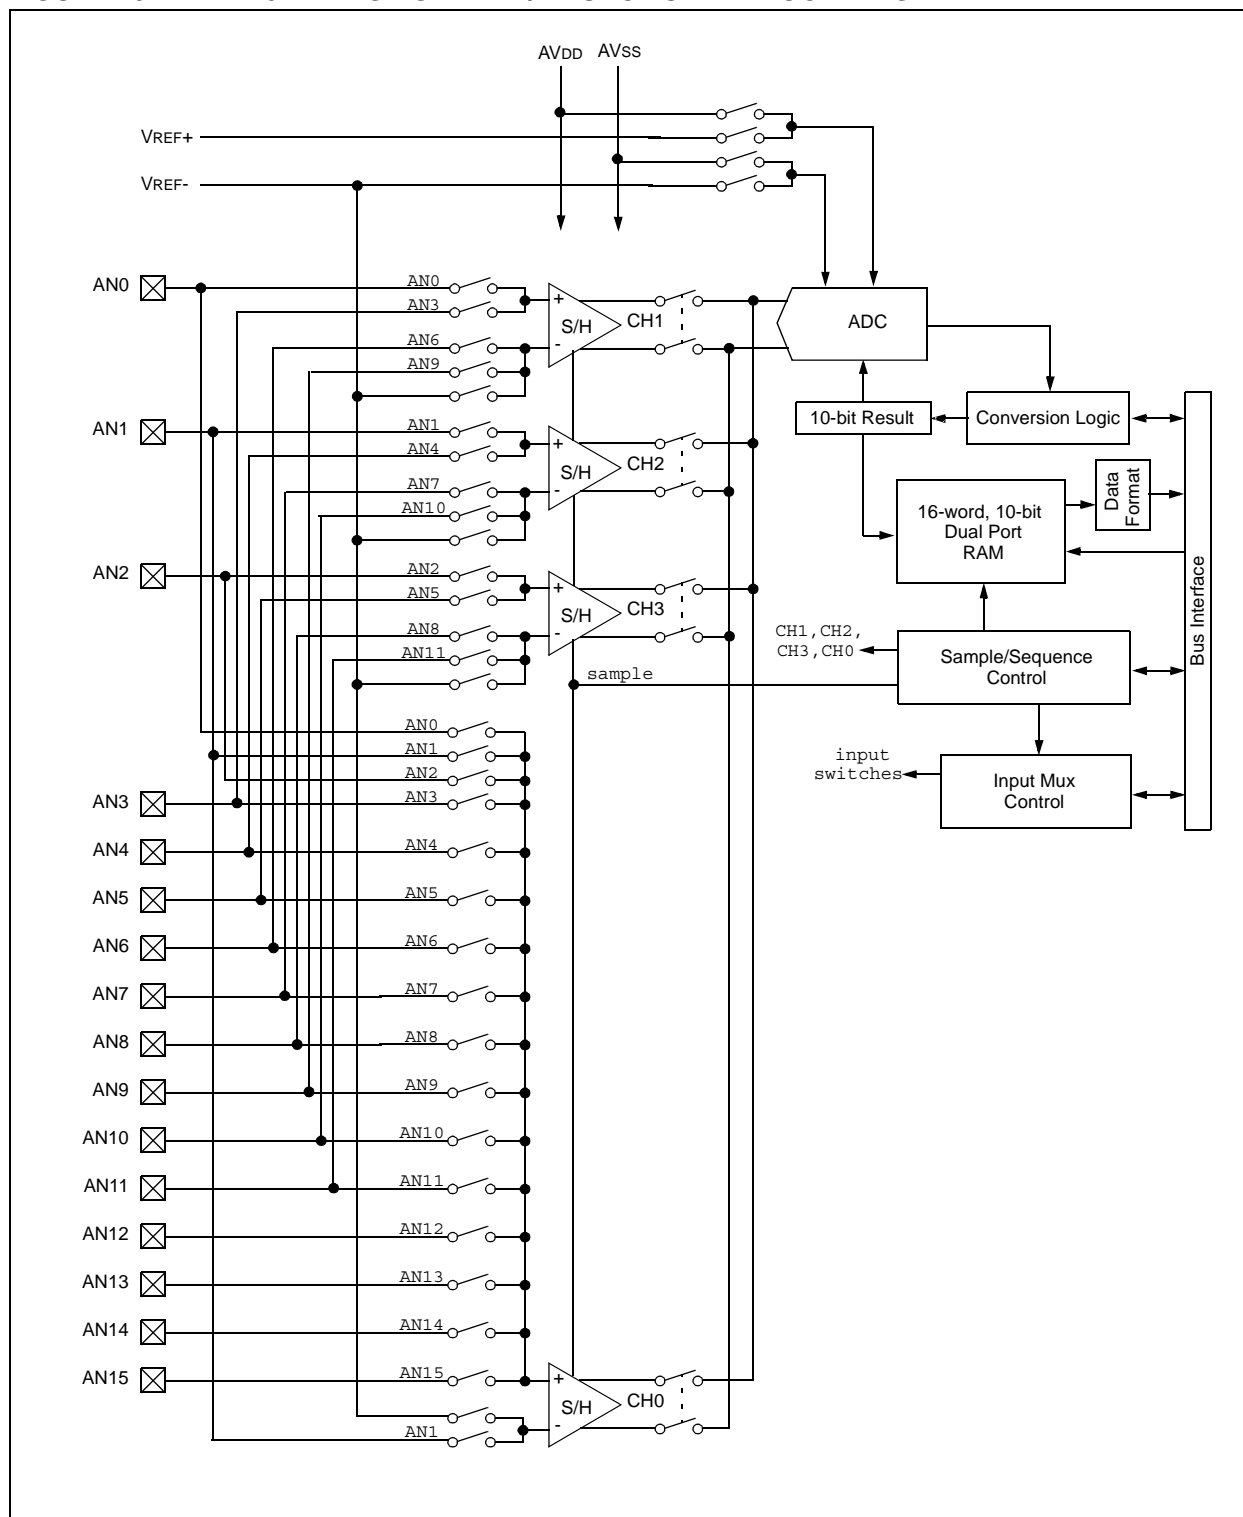 AVDD AVSS
VREF+
VREF-
AN0
AN0
AN3
+
S/H
-
CH1
ADC
AN6
AN9
10-bit Result
Conversion Logic
AN1
AN1
AN4
+
S/H
-
CH2
AN7
AN10
16-word, 10-bit
Dual Port
RAM
Data
Format
Bus Interface
AN2
AN2
AN5
+
S/H
-
CH3
AN8
AN11
CH1,CH2,
CH3,CH0
Sample/Sequence
Control
sample
AN0
AN1
AN2
input
switches
Input Mux
Control
AN3
AN3
AN4
AN4
AN5
AN5
AN6
AN6
AN7
AN7
AN8
AN8
AN9
AN9
AN10
AN10
AN11
AN11
AN12
AN12
AN13
AN13
AN14
AN14
AN15
AN15
+
S/H
-
CH0
AN1